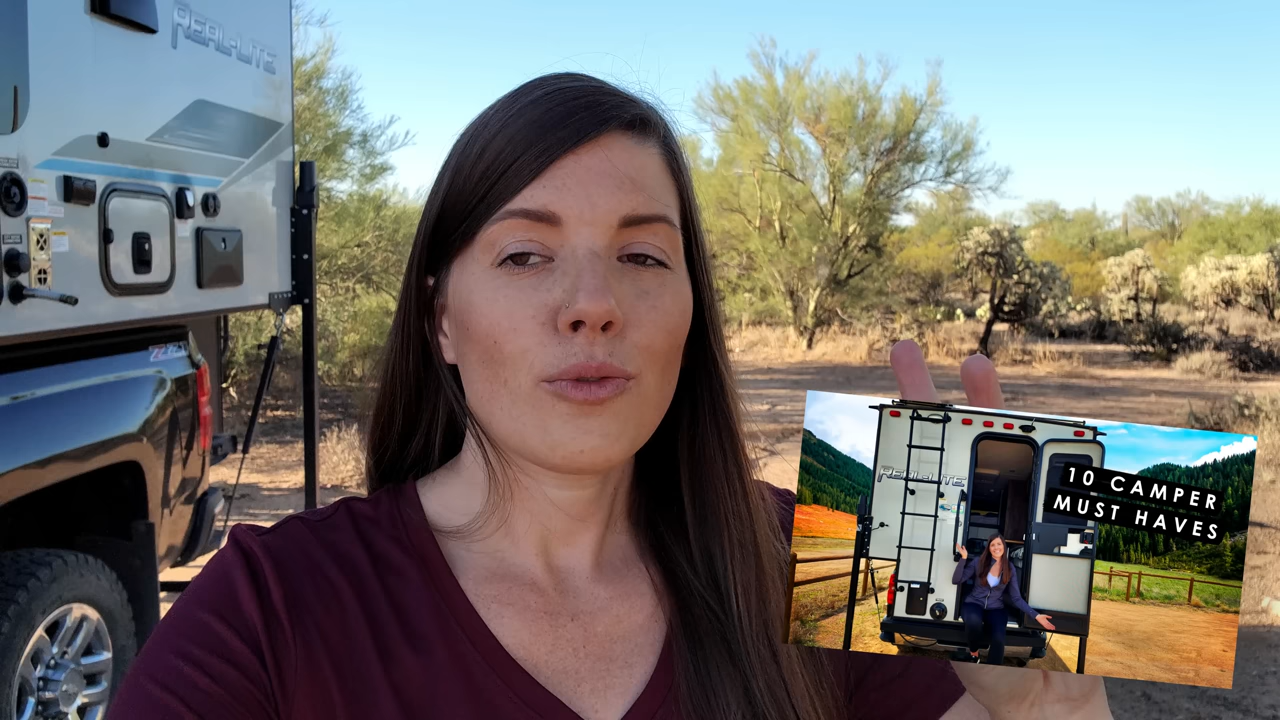 REAL-LITE
Z71
REAL-LITE
10 CAMPER
MUST HAVES